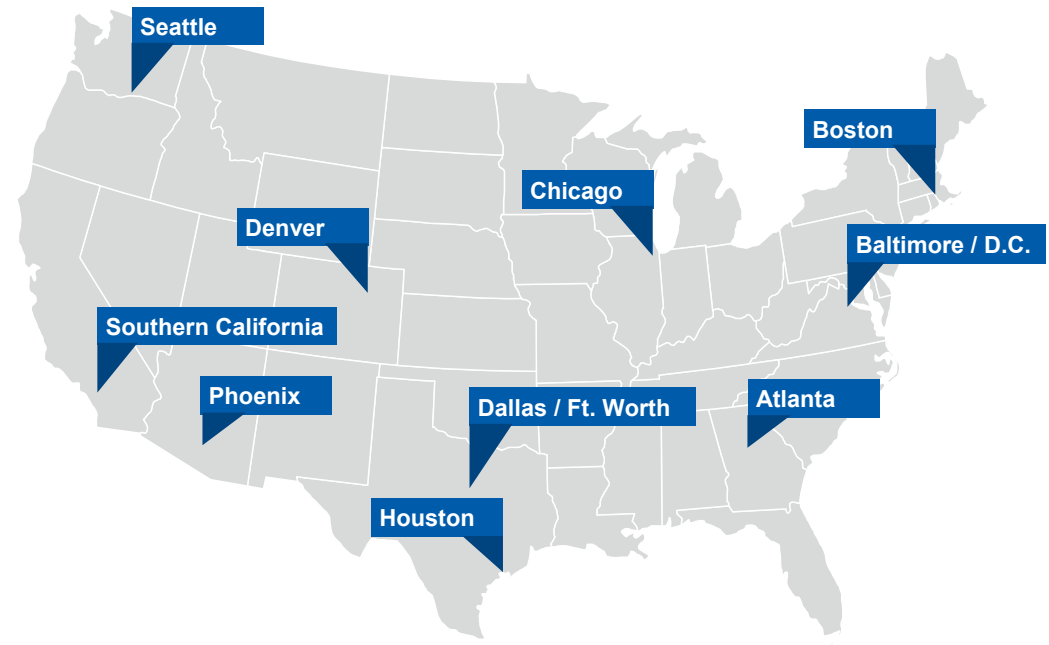 Seattle
Boston
Chicago
Denver
Baltimore / D.C.
Southern California
Phoenix
Dallas / Ft. Worth
Atlanta
Houston